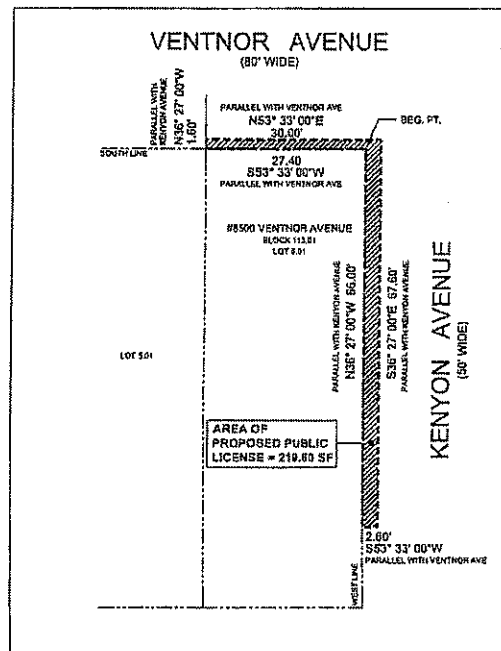 VENTNOR AVENUE
(80' WIDE)
PARALLEL WITH
KENYON AVENUE
N36° 27' 00"W
1.60'
PARALLEL WITH VENTNOR AVE
N53° 33' 00"E
30.00'
BEG. PT.
SOUTH LINE
27.40
S53° 33' 00"W
PARALLEL WITH VENTNOR AVE
#8500 VENTNOR AVENUE
BLOCK 113.01
LOT
N36° 27' 00"W 66.00'
PARALLEL WITH KENYON AVENUE
S36° 27' 00"E 67.60'
PARALLEL WITH KENYON AVENUE
KENYON AVENUE
(50' WIDE)
LOT 5.01
AREA OF
PROPOSED PUBLIC
LICENSE = 219.60 SF
2.60'
S53° 33' 00"W
PARALLEL WITH VENTNOR AVE
WEST LINE